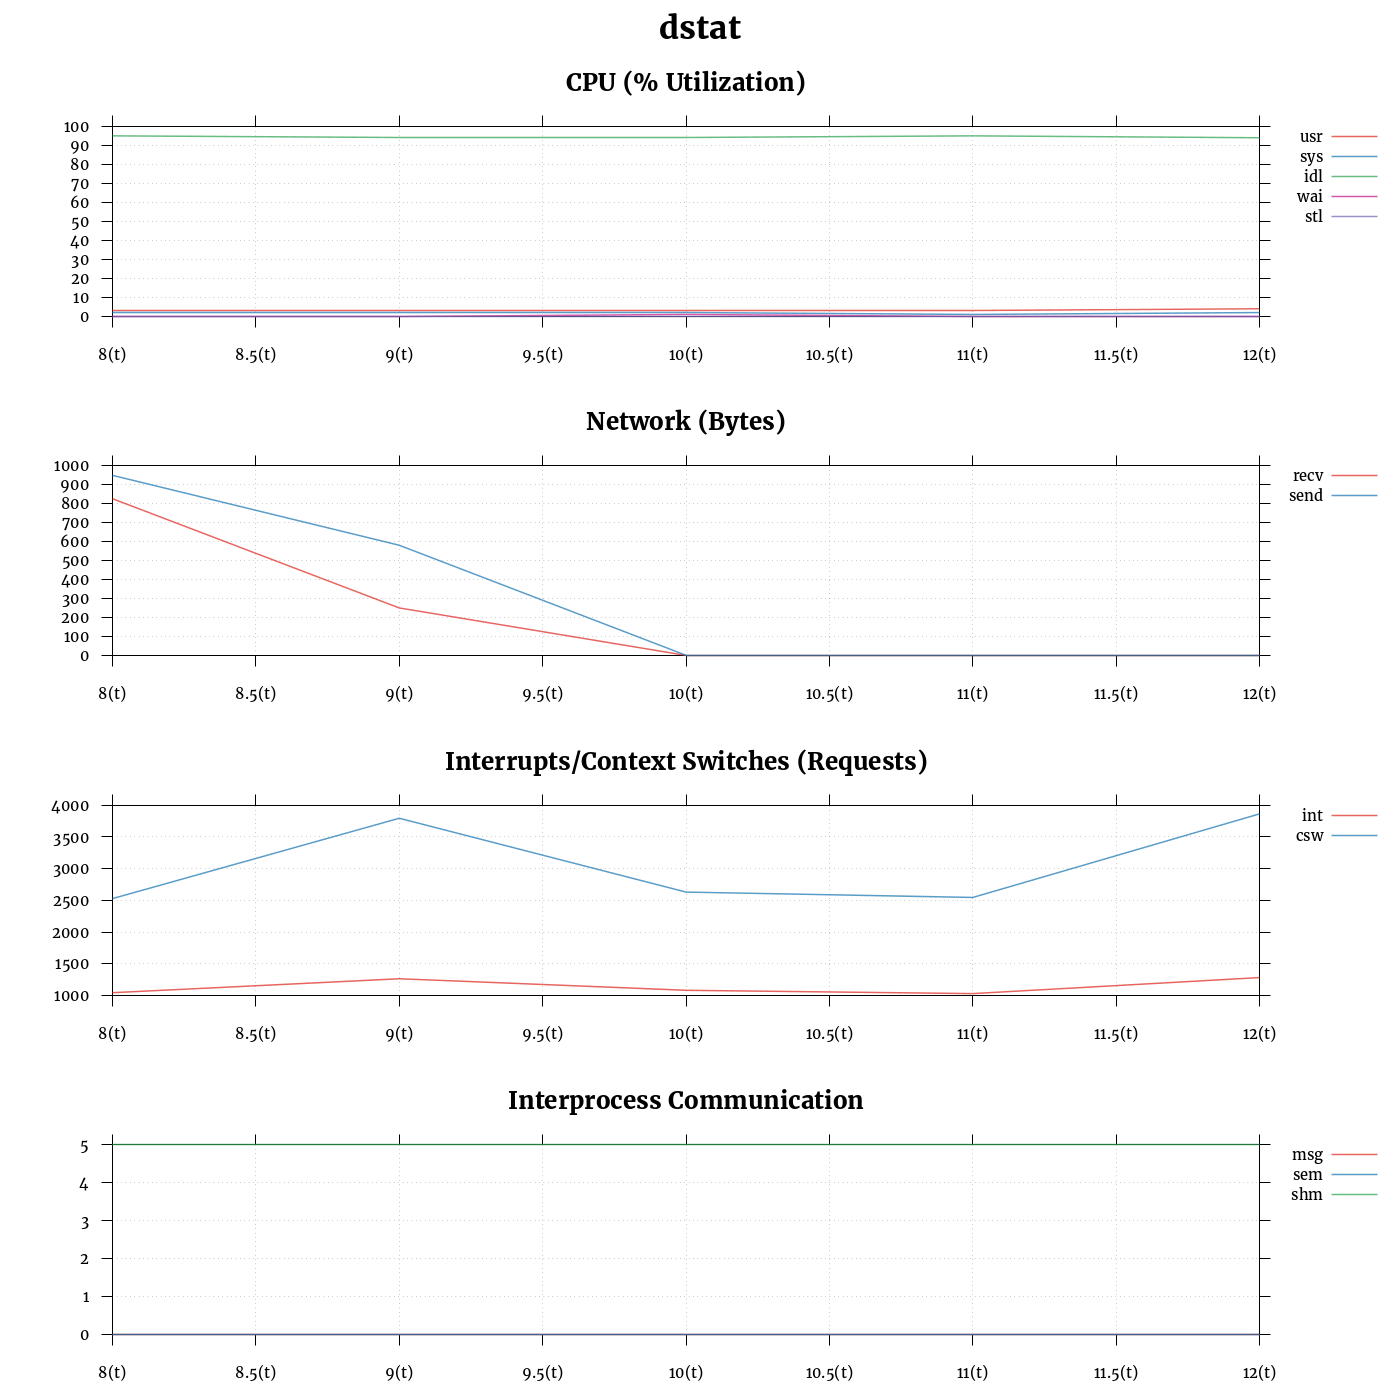 dstat
CPU (% Utilization)
100
90
80
70
60
50
40
30
20
10
0
8(t) 8.5(t) 9(t) 9.5(t) 10(t) 10.5(t) 11(t) 11.5(t) 12(t)
usr
sys
idl
wai
stl
Network (Bytes)
1000
900
800
700
600
500
400
300
200
100
0
8(t) 8.5(t) 9(t) 9.5(t) 10(t) 10.5(t) 11(t) 11.5(t) 12(t)
recv
send
Interrupts/Context Switches (Requests)
4000
3500
3000
2500
2000
1500
1000
8(t) 8.5(t) 9(t) 9.5(t) 10(t) 10.5(t) 11(t) 11.5(t) 12(t)
int
csw
Interprocess Communication
5
4
3
2
1
0
8(t) 8.5(t) 9(t) 9.5(t) 10(t) 10.5(t) 11(t) 11.5(t) 12(t)
msg
sem
shm